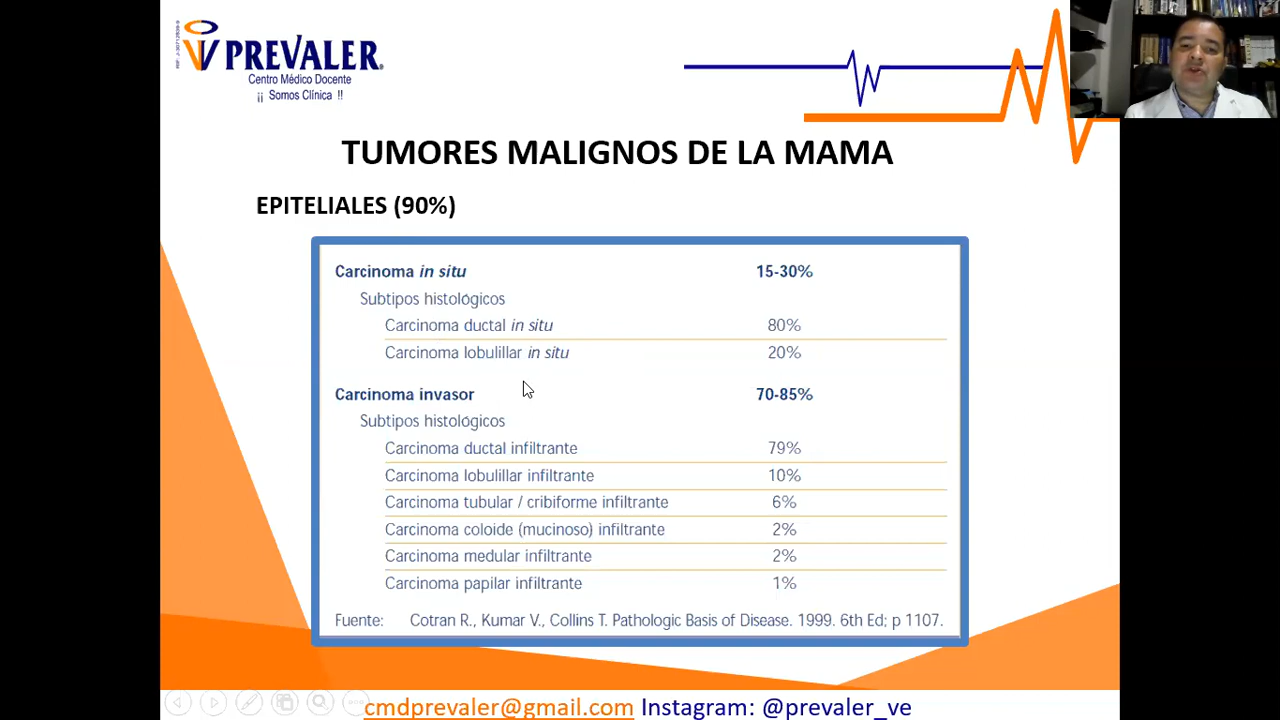 PREVALER
Centro Médico Docente
¡¡ Somos Clínica !!
TUMORES MALIGNOS DE LA MAMA
EPITELIALES (90%)
Carcinoma in situ 15-30%
Subtipos histológicos
Carcinoma ductal in situ 80%
Carcinoma lobulillar in situ 20%
Carcinoma invasor 70-85%
Subtipos histológicos
Carcinoma ductal infiltrante 79%
Carcinoma lobulillar infiltrante 10%
Carcinoma tubular / cribiforme infiltrante 6%
Carcinoma coloide (mucinoso) infiltrante 2%
Carcinoma medular infiltrante 2%
Carcinoma papilar infiltrante 1%
Fuente: Cotran R., Kumar V., Collins T. Pathologic Basis of Disease. 1999. 6th Ed; p 1107.
cmdprevaler@gmail.com Instagram: @prevaler_ve